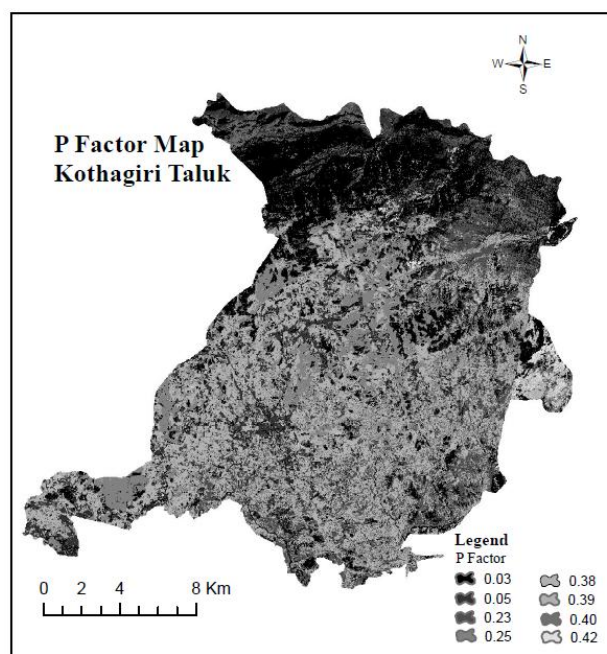 N
W E
S
P Factor Map
Kothagiri Taluk
Legend
P Factor
0.03 0.38
0.05 0.39
0.23 0.40
0.25 0.42
0 2 4 8 Km